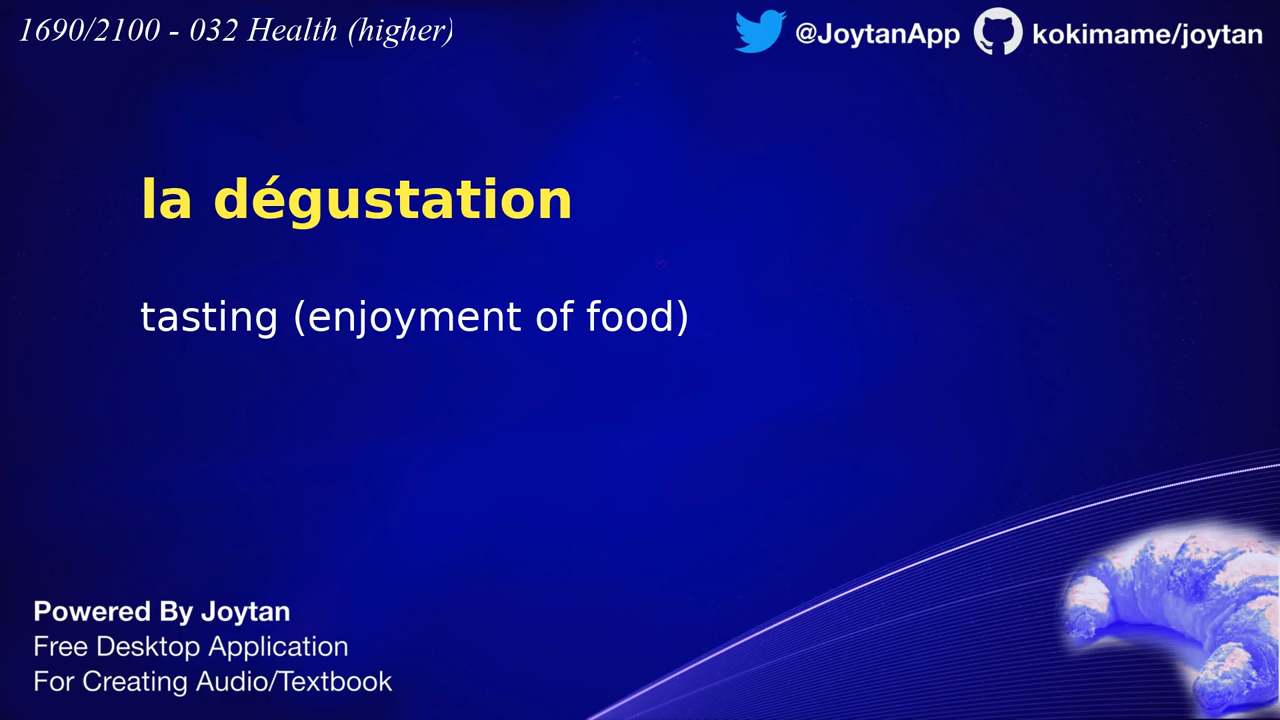 1690/2100 - 032 Health (higher)
@JoytanApp kokimame/joytan
la dégustation
tasting (enjoyment of food)
Powered By Joytan
Free Desktop Application
For Creating Audio/Textbook